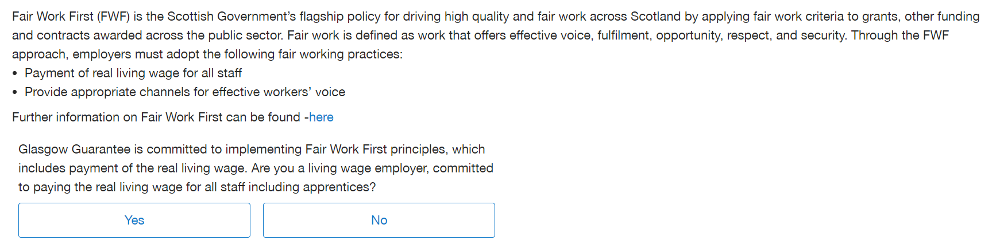 Fair Work First (FWF) is the Scottish Government’s flagship policy for driving high quality and fair work across Scotland by applying fair work criteria to grants, other funding
and contracts awarded across the public sector. Fair work is defined as work that offers effective voice, fulfilment, opportunity, respect, and security. Through the FWF
approach, employers must adopt the following fair working practices:
• Payment of real living wage for all staff
• Provide appropriate channels for effective workers’ voice
Further information on Fair Work First can be found -here
Glasgow Guarantee is committed to implementing Fair Work First principles, which
includes payment of the real living wage. Are you a living wage employer, committed
to paying the real living wage for all staff including apprentices?
Yes
No